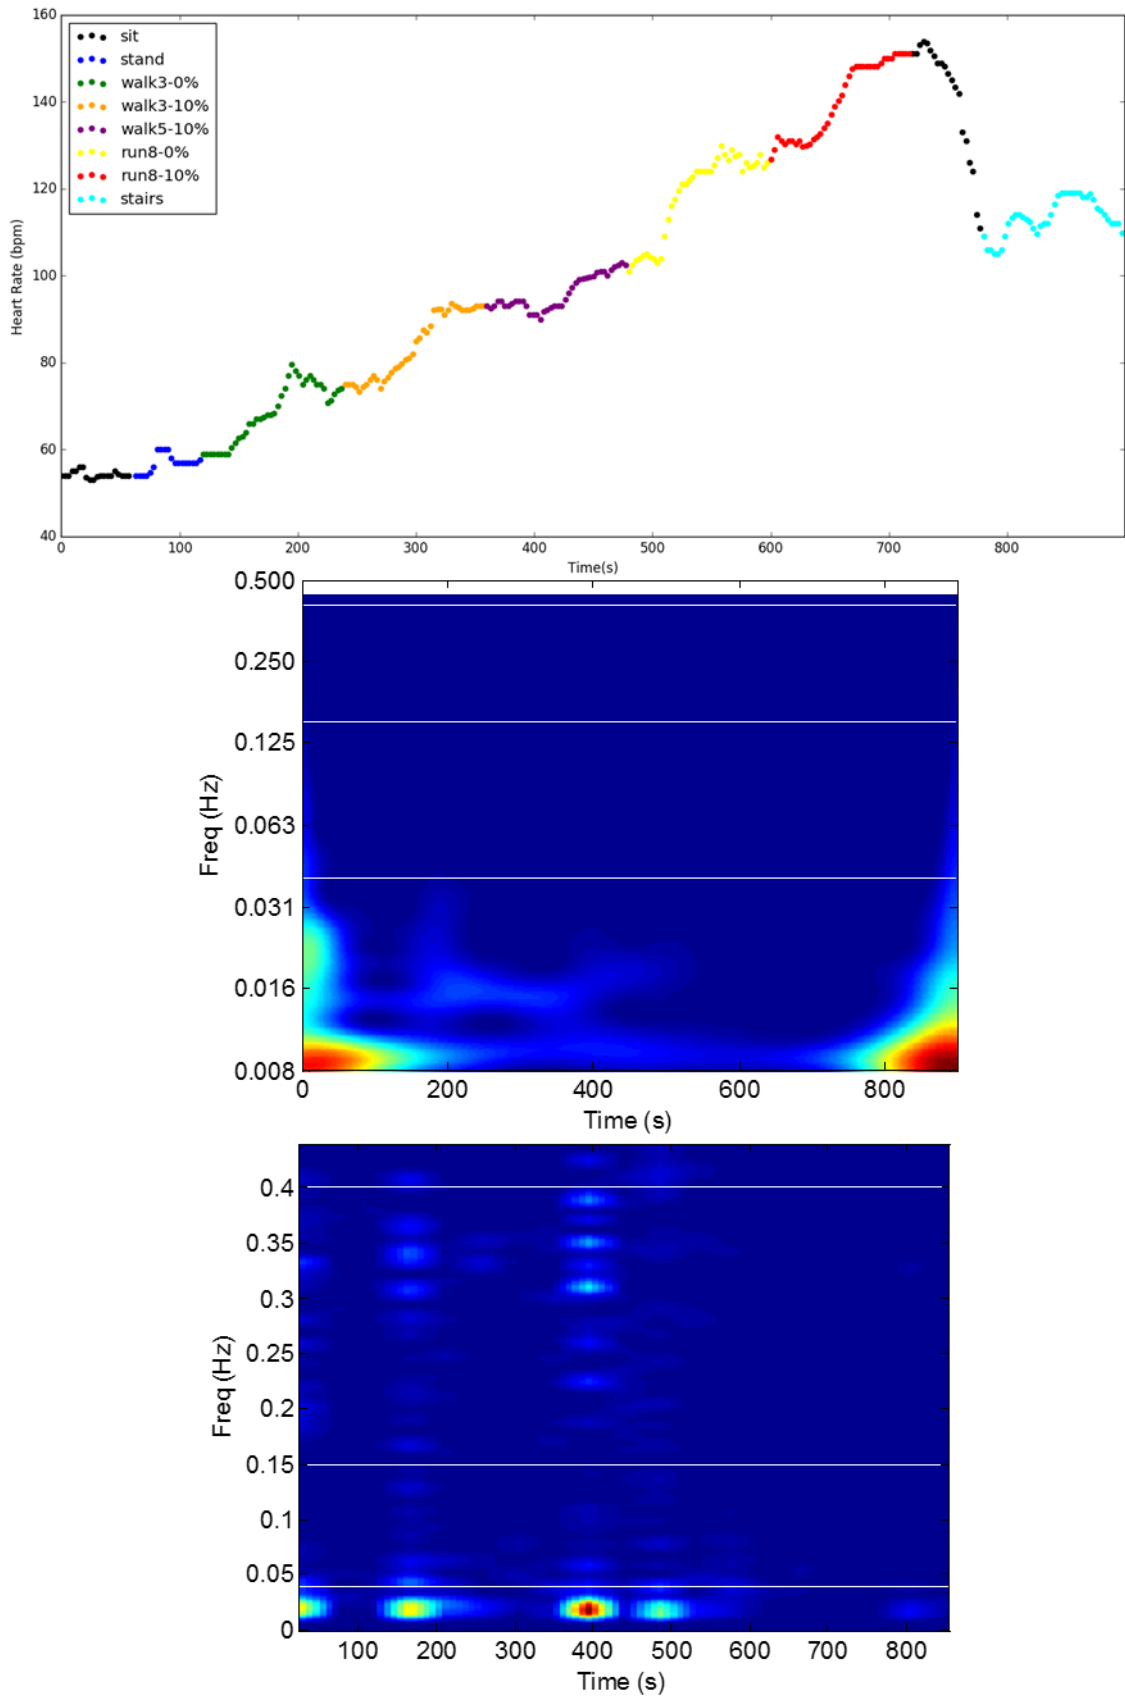 160
140
120
100
80
60
40
Heart Rate (bpm)
sit
stand
walk3-0%
walk3-10%
walk5-10%
run8-0%
run8-10%
stairs
0 100 200 300 400 500 600 700 800
Time(s)
0.500
0.250
0.125
0.063
0.031
0.016
0.008
Freq (Hz)
0 200 400 600 800
Time (s)
0.4
0.35
0.3
0.25
0.2
0.15
0.1
0.05
0
Freq (Hz)
100 200 300 400 500 600 700 800
Time (s)